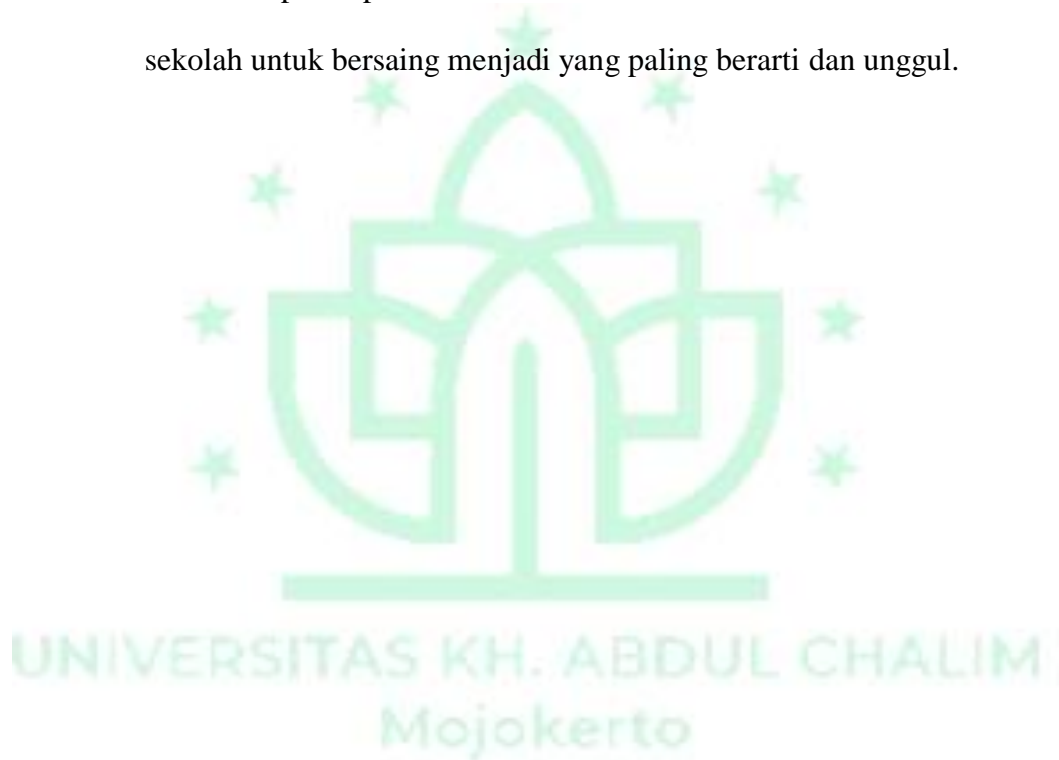 sekolah untuk bersaing menjadi yang paling berarti dan unggul.
UNIVERSITAS KH. ABDUL CHALIM
Mojokerto